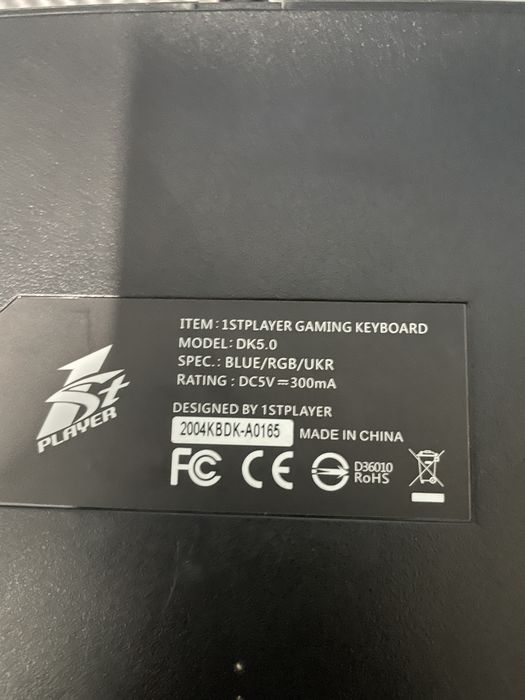 ITEM: 1STPLAYER GAMING KEYBOARD
MODEL: DK5.0
SPEC.: BLUE/RGB/UKR
RATING : DC5V⎓300mA
1st
PLAYER
DESIGNED BY 1STPLAYER
2004KBDK-A0165 MADE IN CHINA
FC CE D36010
RoHS